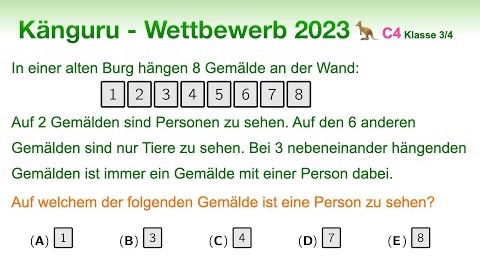 Känguru - Wettbewerb 2023 C4 Klasse 3/4
In einer alten Burg hängen 8 Gemälde an der Wand:
1 2 3 4 5 6 7 8
Auf 2 Gemälden sind Personen zu sehen. Auf den 6 anderen
Gemälden sind nur Tiere zu sehen. Bei 3 nebeneinander hängenden
Gemälden ist immer ein Gemälde mit einer Person dabei.
Auf welchem der folgenden Gemälde ist eine Person zu sehen?
(A) 1 (B) 3 (C) 4 (D) 7 (E) 8